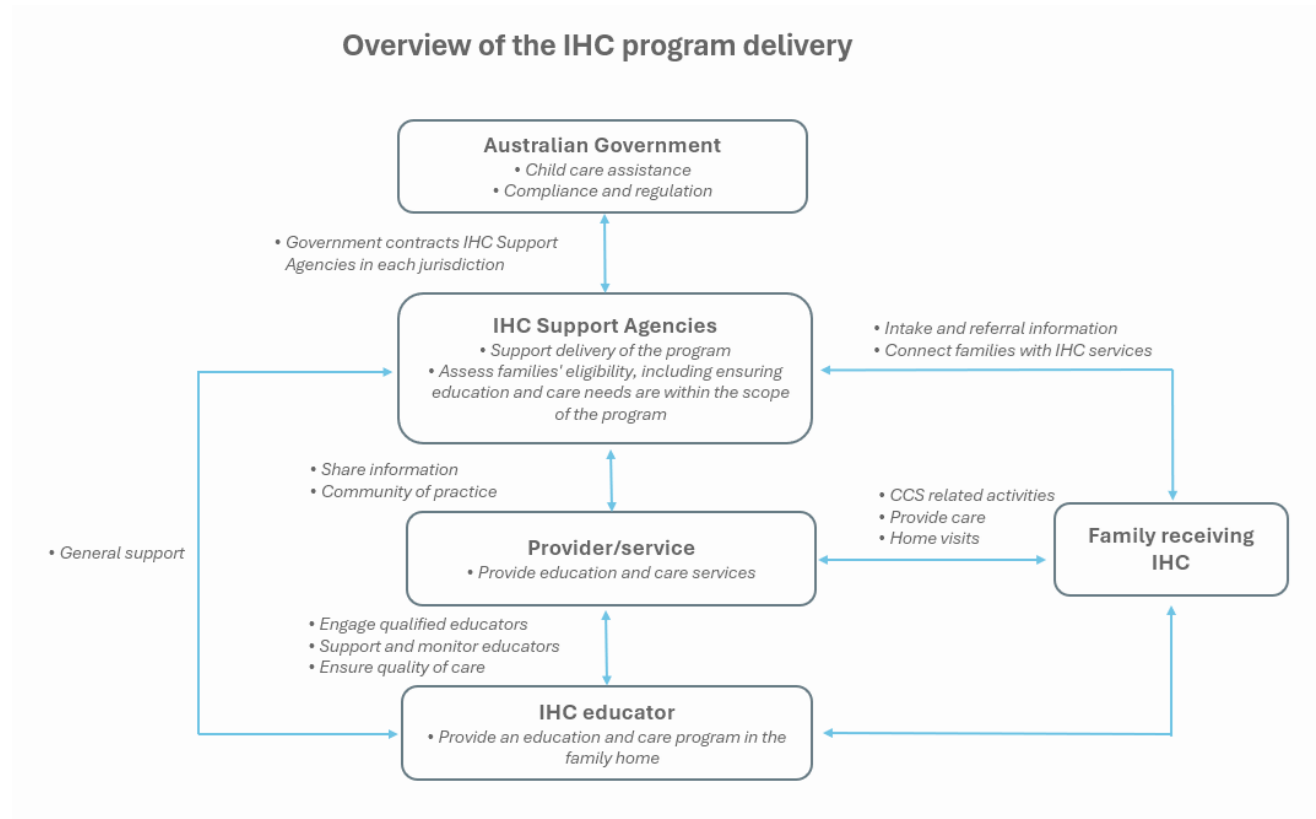 Overview of the IHC program delivery
Australian Government
• Child care assistance
• Compliance and regulation
• Government contracts IHC Support
Agencies in each jurisdiction
IHC Support Agencies
• Support delivery of the program
• Assess families' eligibility, including ensuring
education and care needs are within the scope
of the program
• Intake and referral information
• Connect families with IHC services
• Share information
• Community of practice
• CCS related activities
• Provide care
• Home visits
Family receiving
IHC
Provider/service
• Provide education and care services
• General support
• Engage qualified educators
• Support and monitor educators
• Ensure quality of care
IHC educator
• Provide an education and care program in the
family home